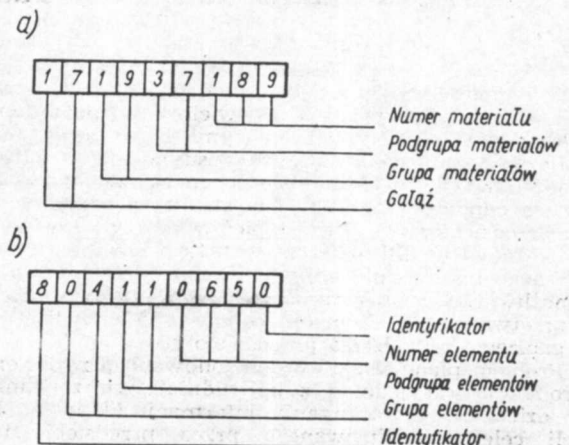 a)
1 7 1 9 3 7 1 8 9
Numer materiału
Podgrupa materiałów
Grupa materiałów
Gałąź
b)
8 0 4 1 1 0 6 5 0
Identyfikator
Numer elementu
Podgrupa elementów
Grupa elementów
Identyfikator